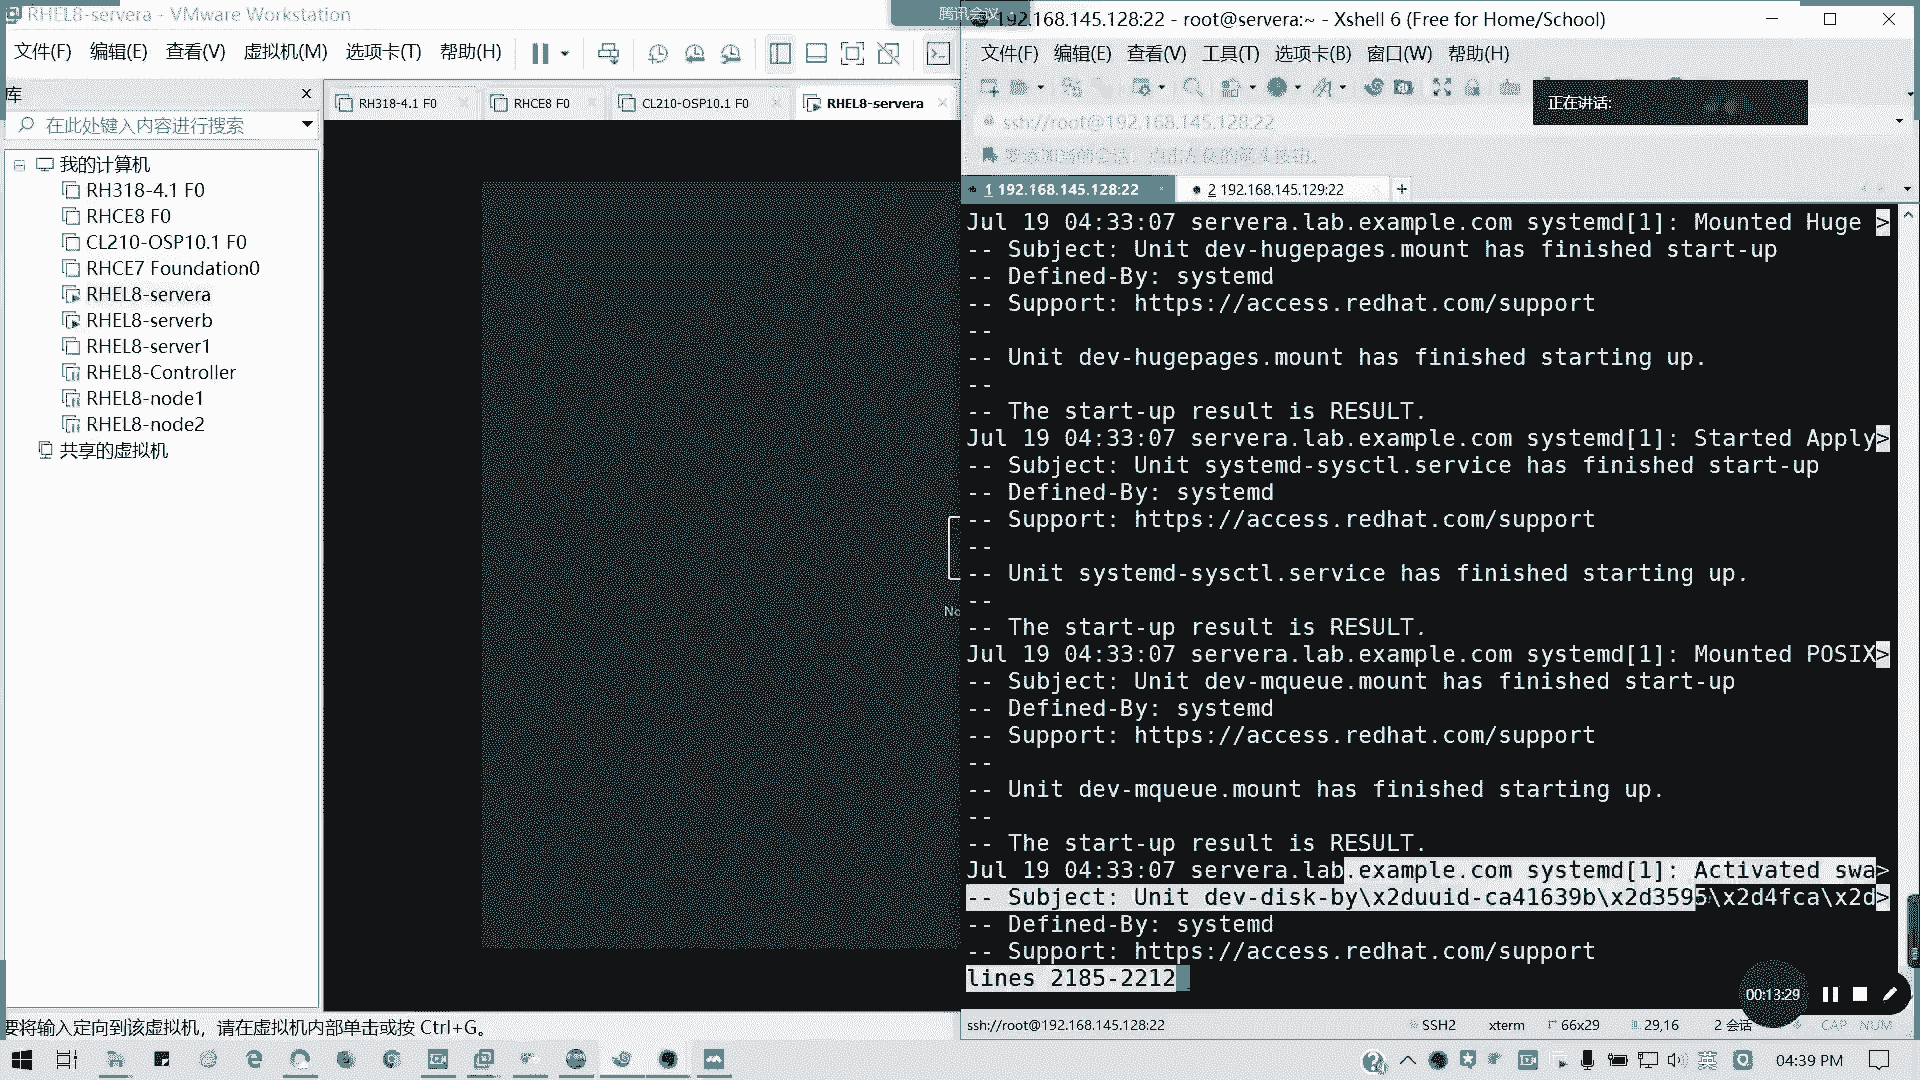 RHEL8-servera - VMware Workstation
文件(F) 编辑(E) 查看(V) 虚拟机(M) 选项卡(T) 帮助(H)
库
在此处键入内容进行搜索
我的计算机
RH318-4.1 F0
RHCE8 F0
CL210-OSP10.1 F0
RHCE7 Foundation0
RHEL8-servera
RHEL8-serverb
RHEL8-server1
RHEL8-Controller
RHEL8-node1
RHEL8-node2
共享的虚拟机
RH318-4.1 F0
RHCE8 F0
CL210-OSP10.1 F0
RHEL8-servera
No
要将输入定向到该虚拟机，请在虚拟机内部单击或按 Ctrl+G。
腾讯会议
192.168.145.128:22 - root@servera:~ - Xshell 6 (Free for Home/School)
文件(F) 编辑(E) 查看(V) 工具(T) 选项卡(B) 窗口(W) 帮助(H)
正在讲话:
ssh://root@192.168.145.128:22
要添加当前会话，点击左侧的箭头按钮。
1 192.168.145.128:22
2 192.168.145.129:22
Jul 19 04:33:07 servera.lab.example.com systemd[1]: Mounted Huge >
-- Subject: Unit dev-hugepages.mount has finished start-up
-- Defined-By: systemd
-- Support: https://access.redhat.com/support
--
-- Unit dev-hugepages.mount has finished starting up.
--
-- The start-up result is RESULT.
Jul 19 04:33:07 servera.lab.example.com systemd[1]: Started Apply>
-- Subject: Unit systemd-sysctl.service has finished start-up
-- Defined-By: systemd
-- Support: https://access.redhat.com/support
--
-- Unit systemd-sysctl.service has finished starting up.
--
-- The start-up result is RESULT.
Jul 19 04:33:07 servera.lab.example.com systemd[1]: Mounted POSIX>
-- Subject: Unit dev-mqueue.mount has finished start-up
-- Defined-By: systemd
-- Support: https://access.redhat.com/support
--
-- Unit dev-mqueue.mount has finished starting up.
--
-- The start-up result is RESULT.
Jul 19 04:33:07 servera.lab.example.com systemd[1]: Activated swa>
-- Subject: Unit dev-disk-by\x2duuid-ca41639b\x2d3595\x2d4fca\x2d>
-- Defined-By: systemd
-- Support: https://access.redhat.com/support
lines 2185-2212
00:13:29
ssh://root@192.168.145.128:22 SSH2 xterm 66x29 29,16 2 会话 CAP NUM
英
04:39 PM